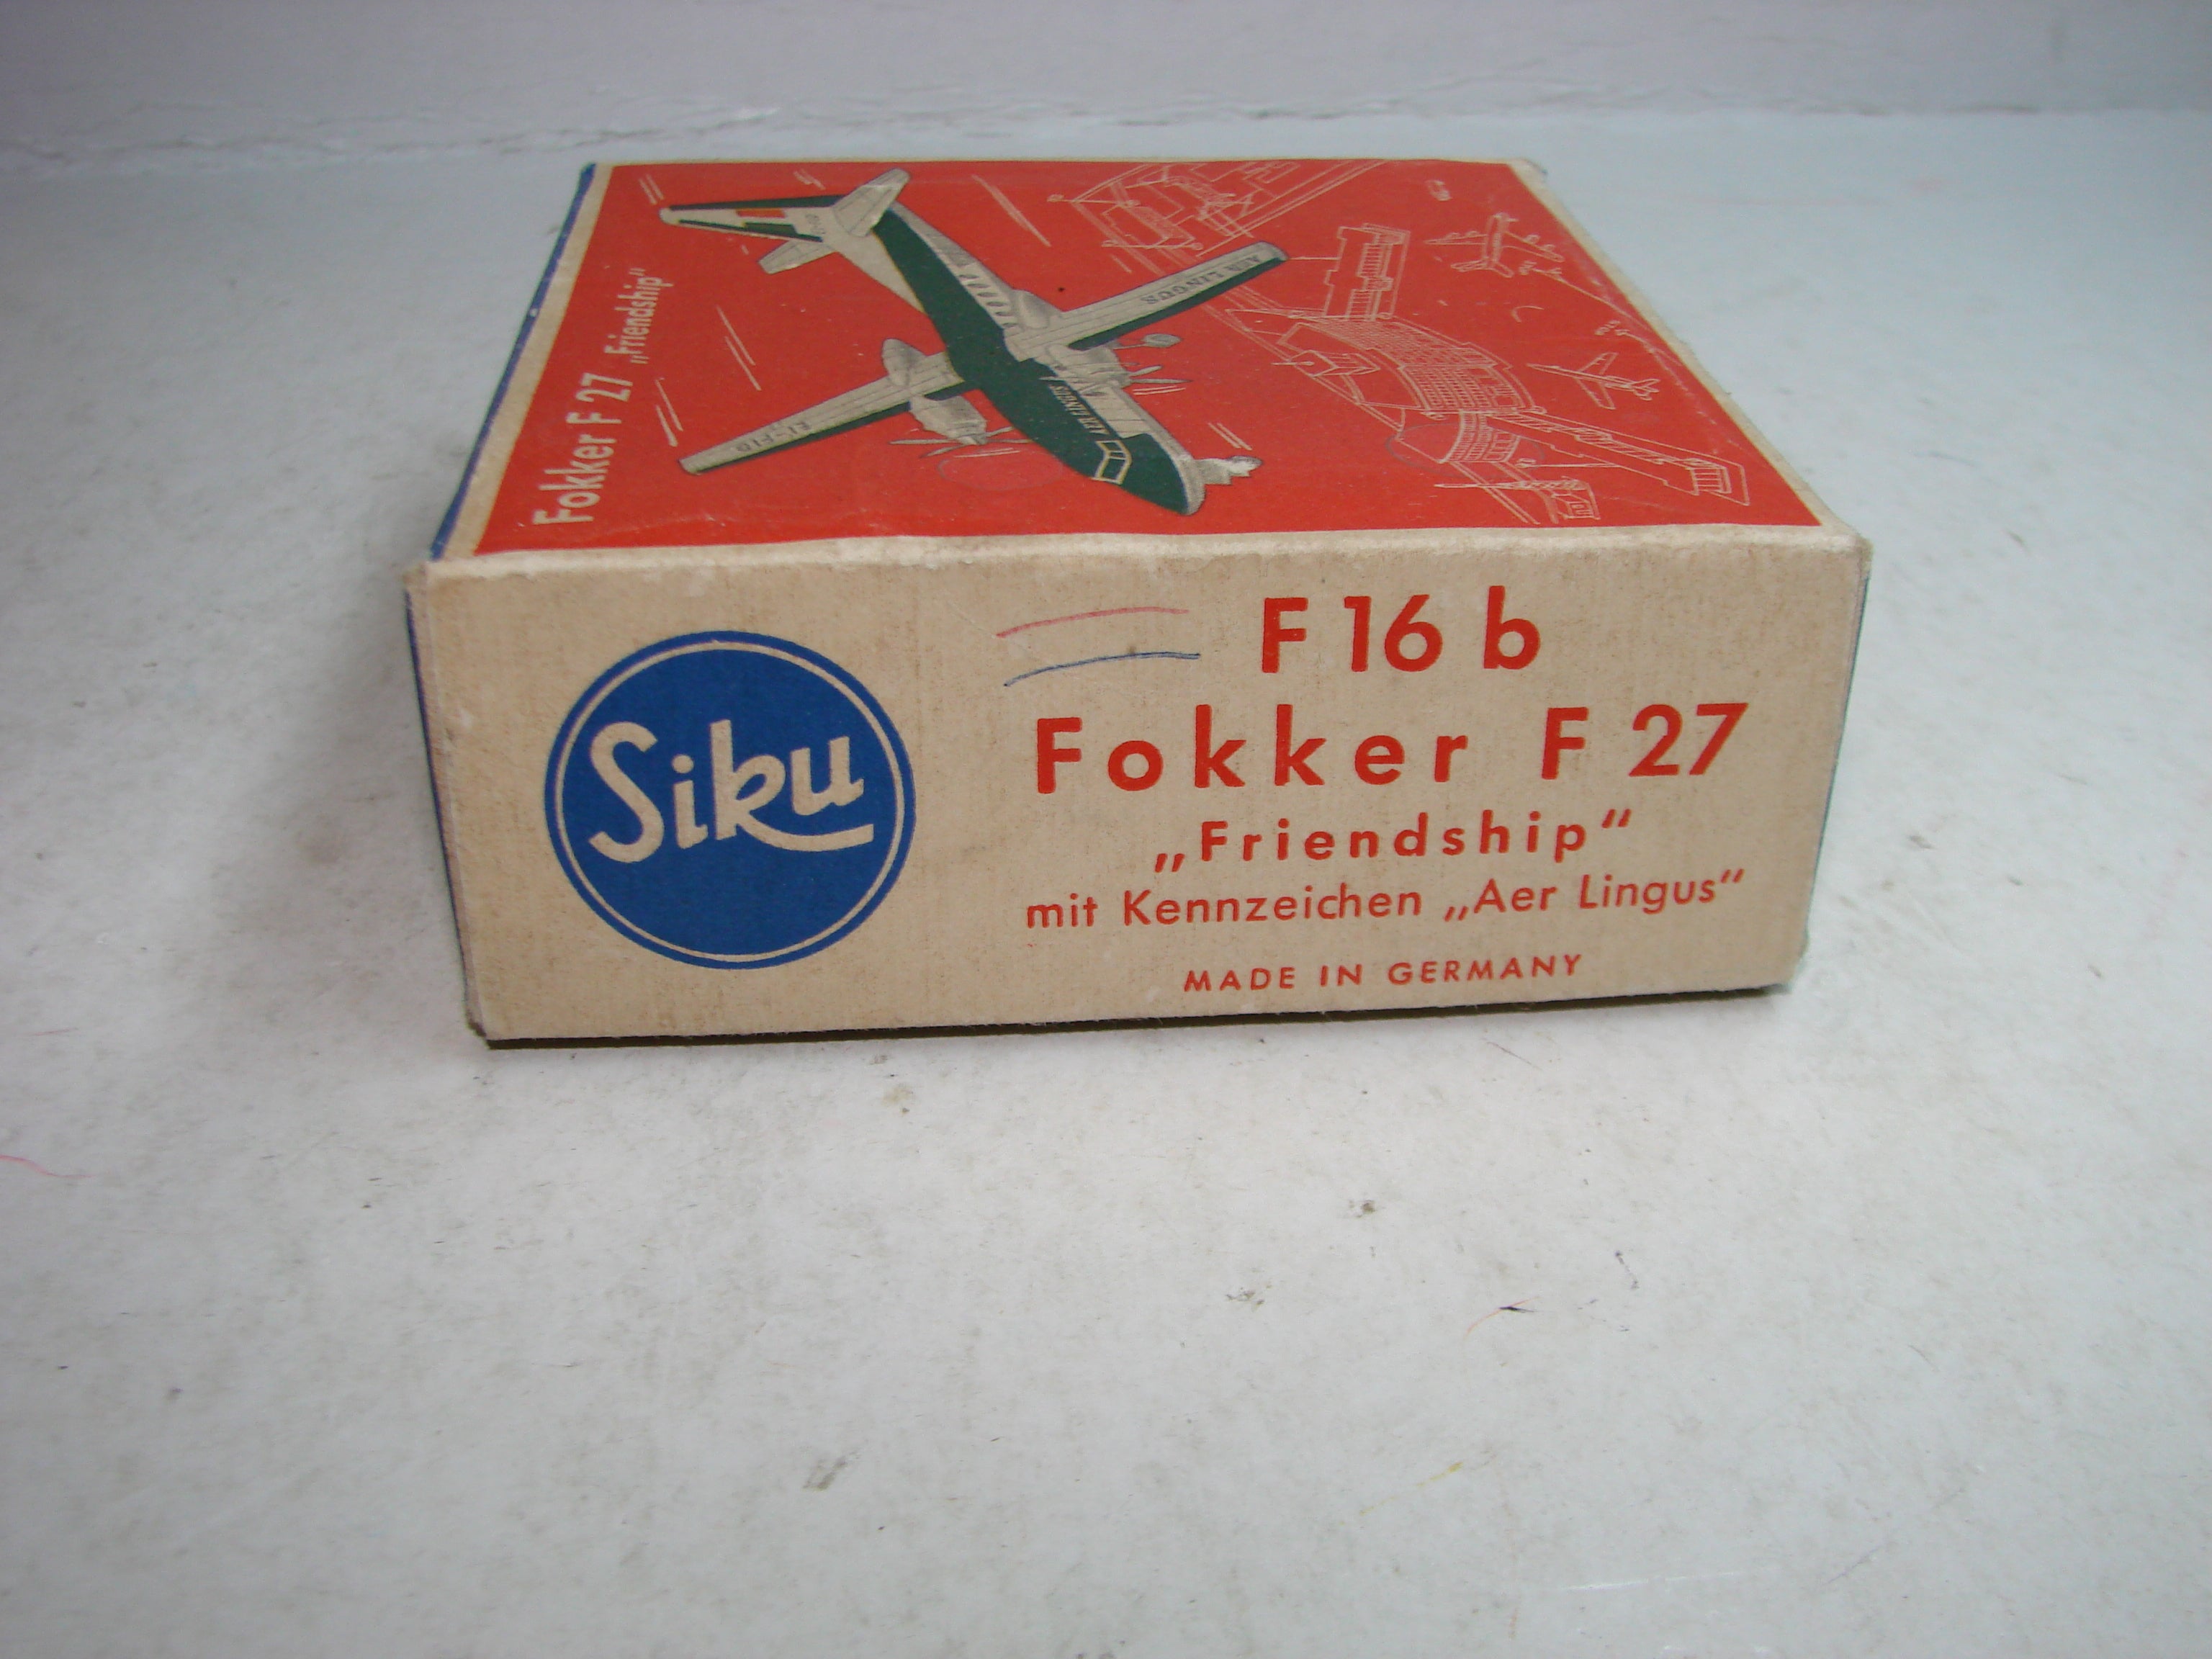 Fokker F 27 „Friendship“
AER LINGUS
AER LINGUS
Siku
F 16 b
Fokker F 27
„Friendship“
mit Kennzeichen „Aer Lingus“
MADE IN GERMANY